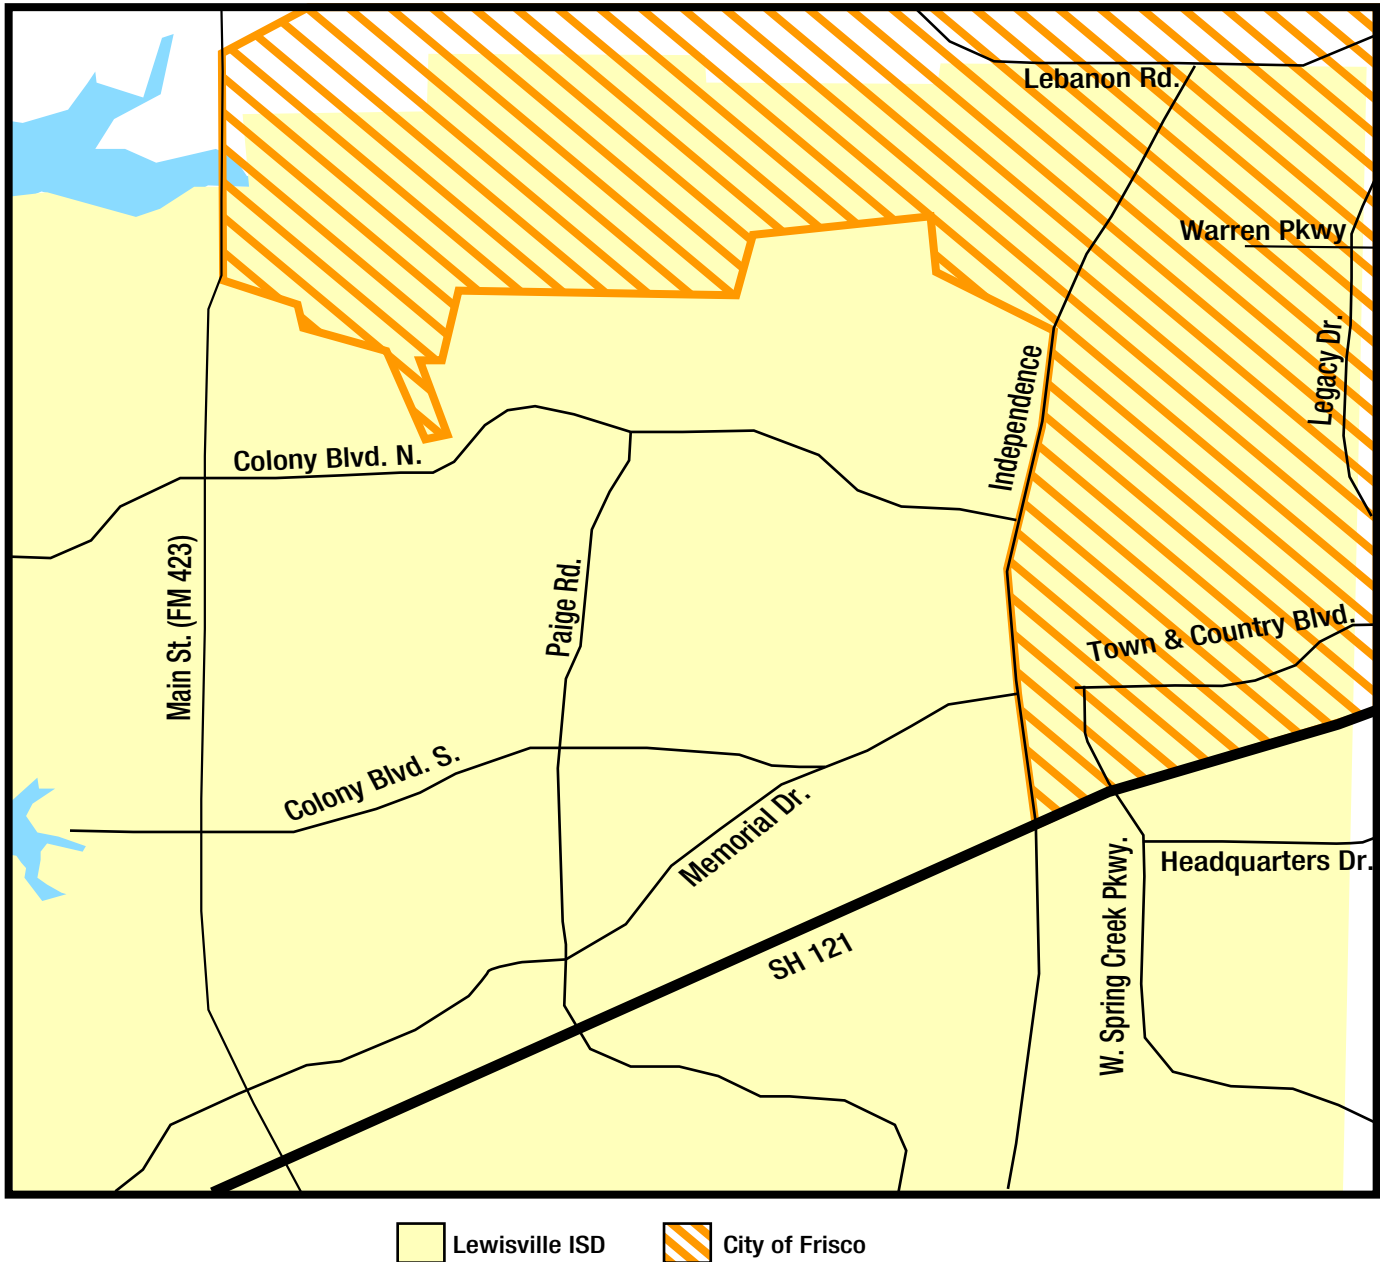 Lebanon Rd.
Warren Pkwy
Legacy Dr.
Independence
Colony Blvd. N.
Main St. (FM 423)
Paige Rd.
Town & Country Blvd.
Colony Blvd. S.
Memorial Dr.
Headquarters Dr.
W. Spring Creek Pkwy.
SH 121
Lewisville ISD
City of Frisco